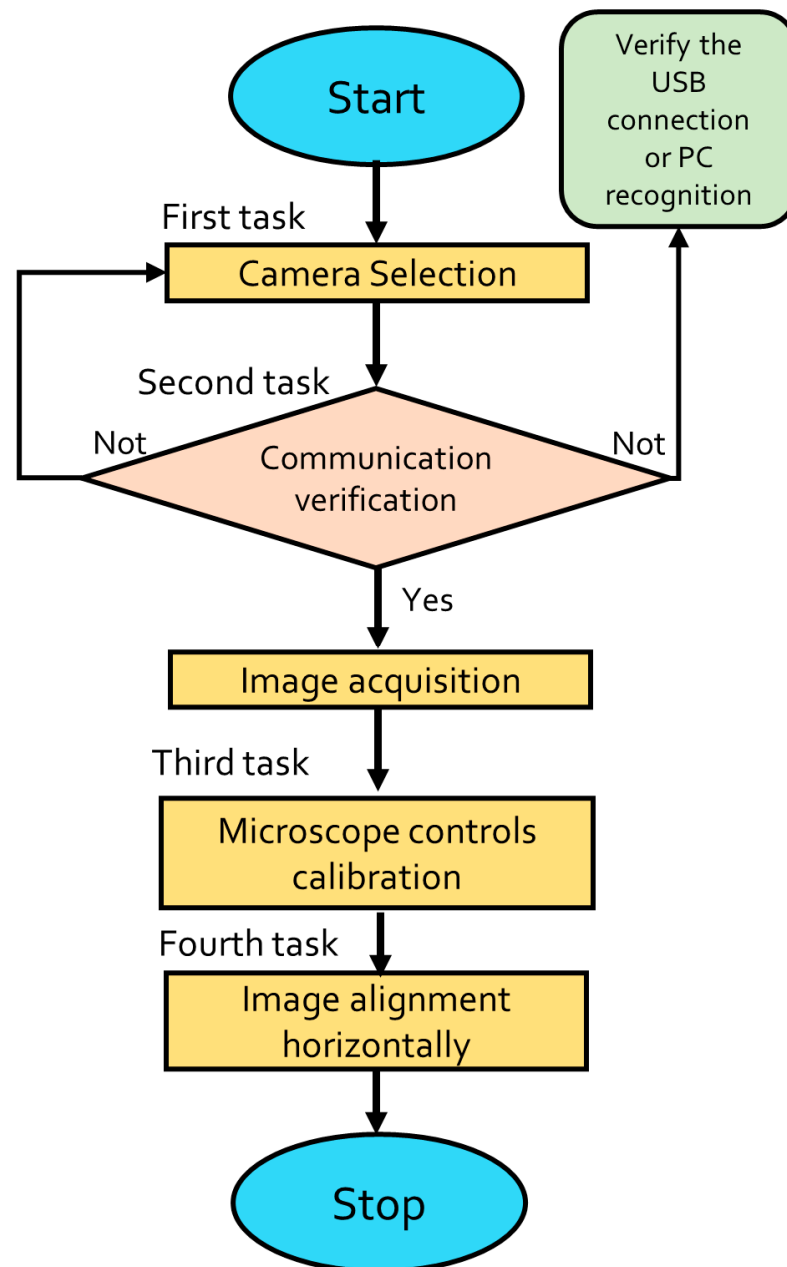 Start
Verify the
USB
connection
or PC
recognition
First task
Camera Selection
Second task
Not
Communication
verification
Not
Yes
Image acquisition
Third task
Microscope controls
calibration
Fourth task
Image alignment
horizontally
Stop